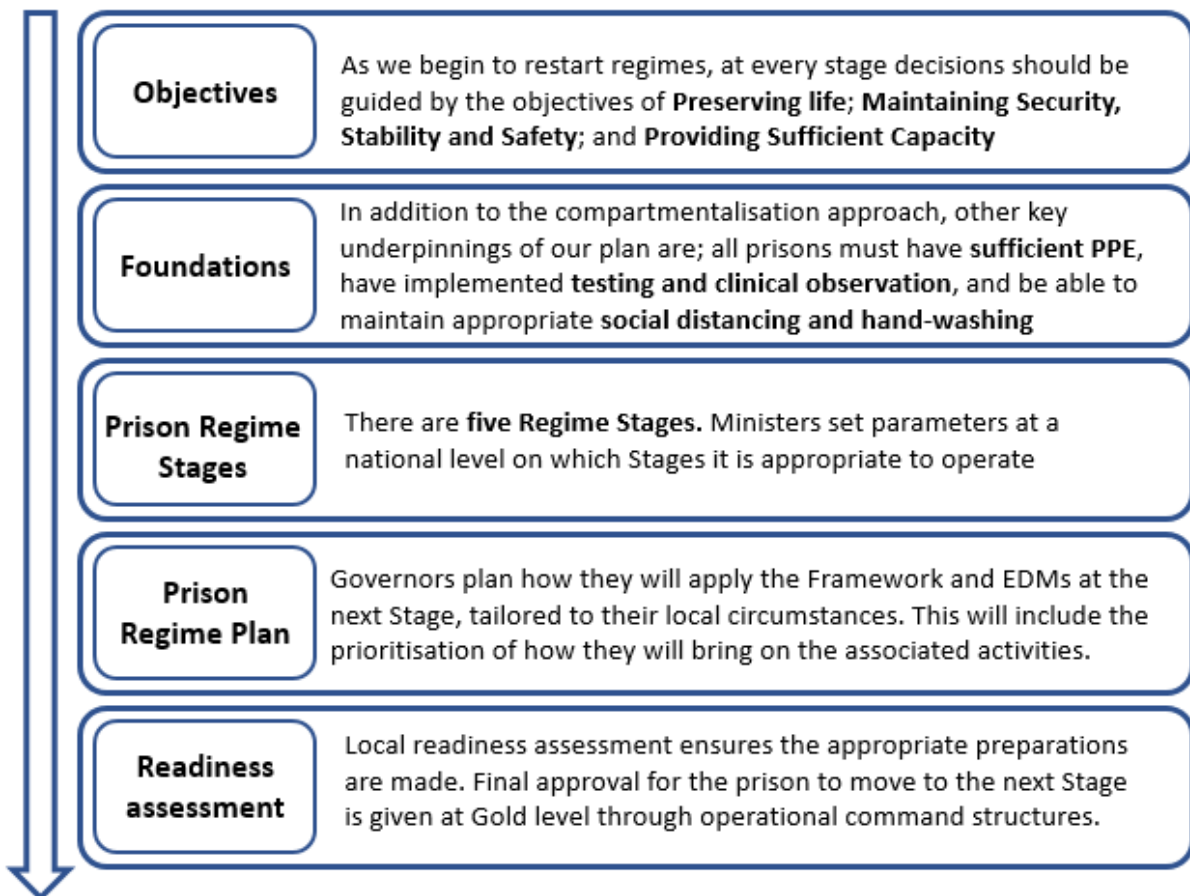 Objectives
As we begin to restart regimes, at every stage decisions should be
guided by the objectives of Preserving life; Maintaining Security,
Stability and Safety; and Providing Sufficient Capacity
Foundations
In addition to the compartmentalisation approach, other key
underpinnings of our plan are; all prisons must have sufficient PPE,
have implemented testing and clinical observation, and be able to
maintain appropriate social distancing and hand-washing
Prison Regime
Stages
There are five Regime Stages. Ministers set parameters at a
national level on which Stages it is appropriate to operate
Prison
Regime Plan
Governors plan how they will apply the Framework and EDMs at the
next Stage, tailored to their local circumstances. This will include the
prioritisation of how they will bring on the associated activities.
Readiness
assessment
Local readiness assessment ensures the appropriate preparations
are made. Final approval for the prison to move to the next Stage
is given at Gold level through operational command structures.